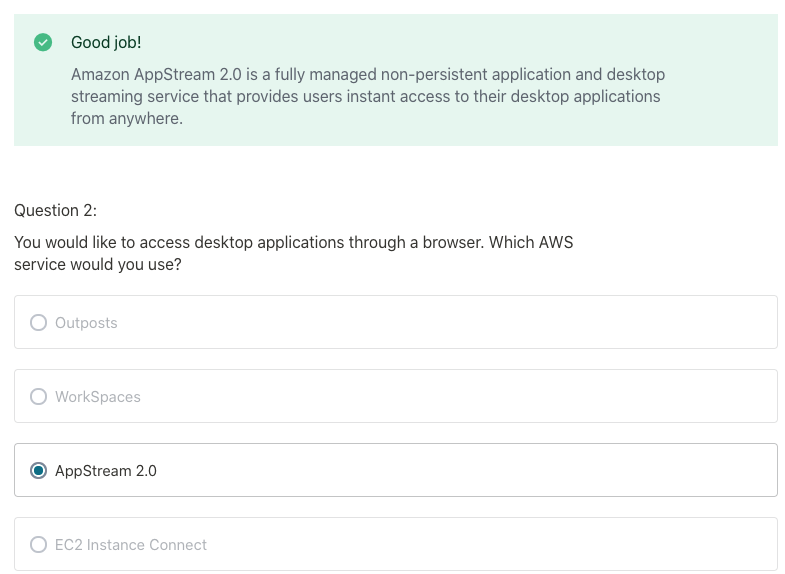 Good job!
Amazon AppStream 2.0 is a fully managed non-persistent application and desktop
streaming service that provides users instant access to their desktop applications
from anywhere.
Question 2:
You would like to access desktop applications through a browser. Which AWS
service would you use?
Outposts
WorkSpaces
AppStream 2.0
EC2 Instance Connect